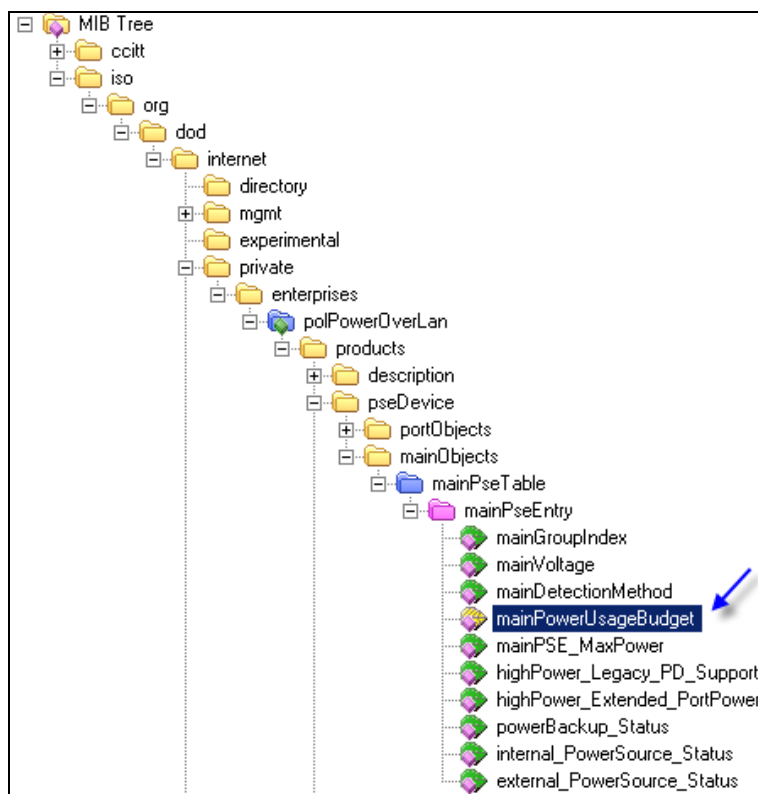 MIB Tree
ccitt
iso
org
dod
internet
directory
mgmt
experimental
private
enterprises
polPowerOverLan
products
description
pseDevice
portObjects
mainObjects
mainPseTable
mainPseEntry
mainGroupIndex
mainVoltage
mainDetectionMethod
mainPowerUsageBudget
mainPSE_MaxPower
highPower_Legacy_PD_Support
highPower_Extended_PortPower
powerBackup_Status
internal_PowerSource_Status
external_PowerSource_Status